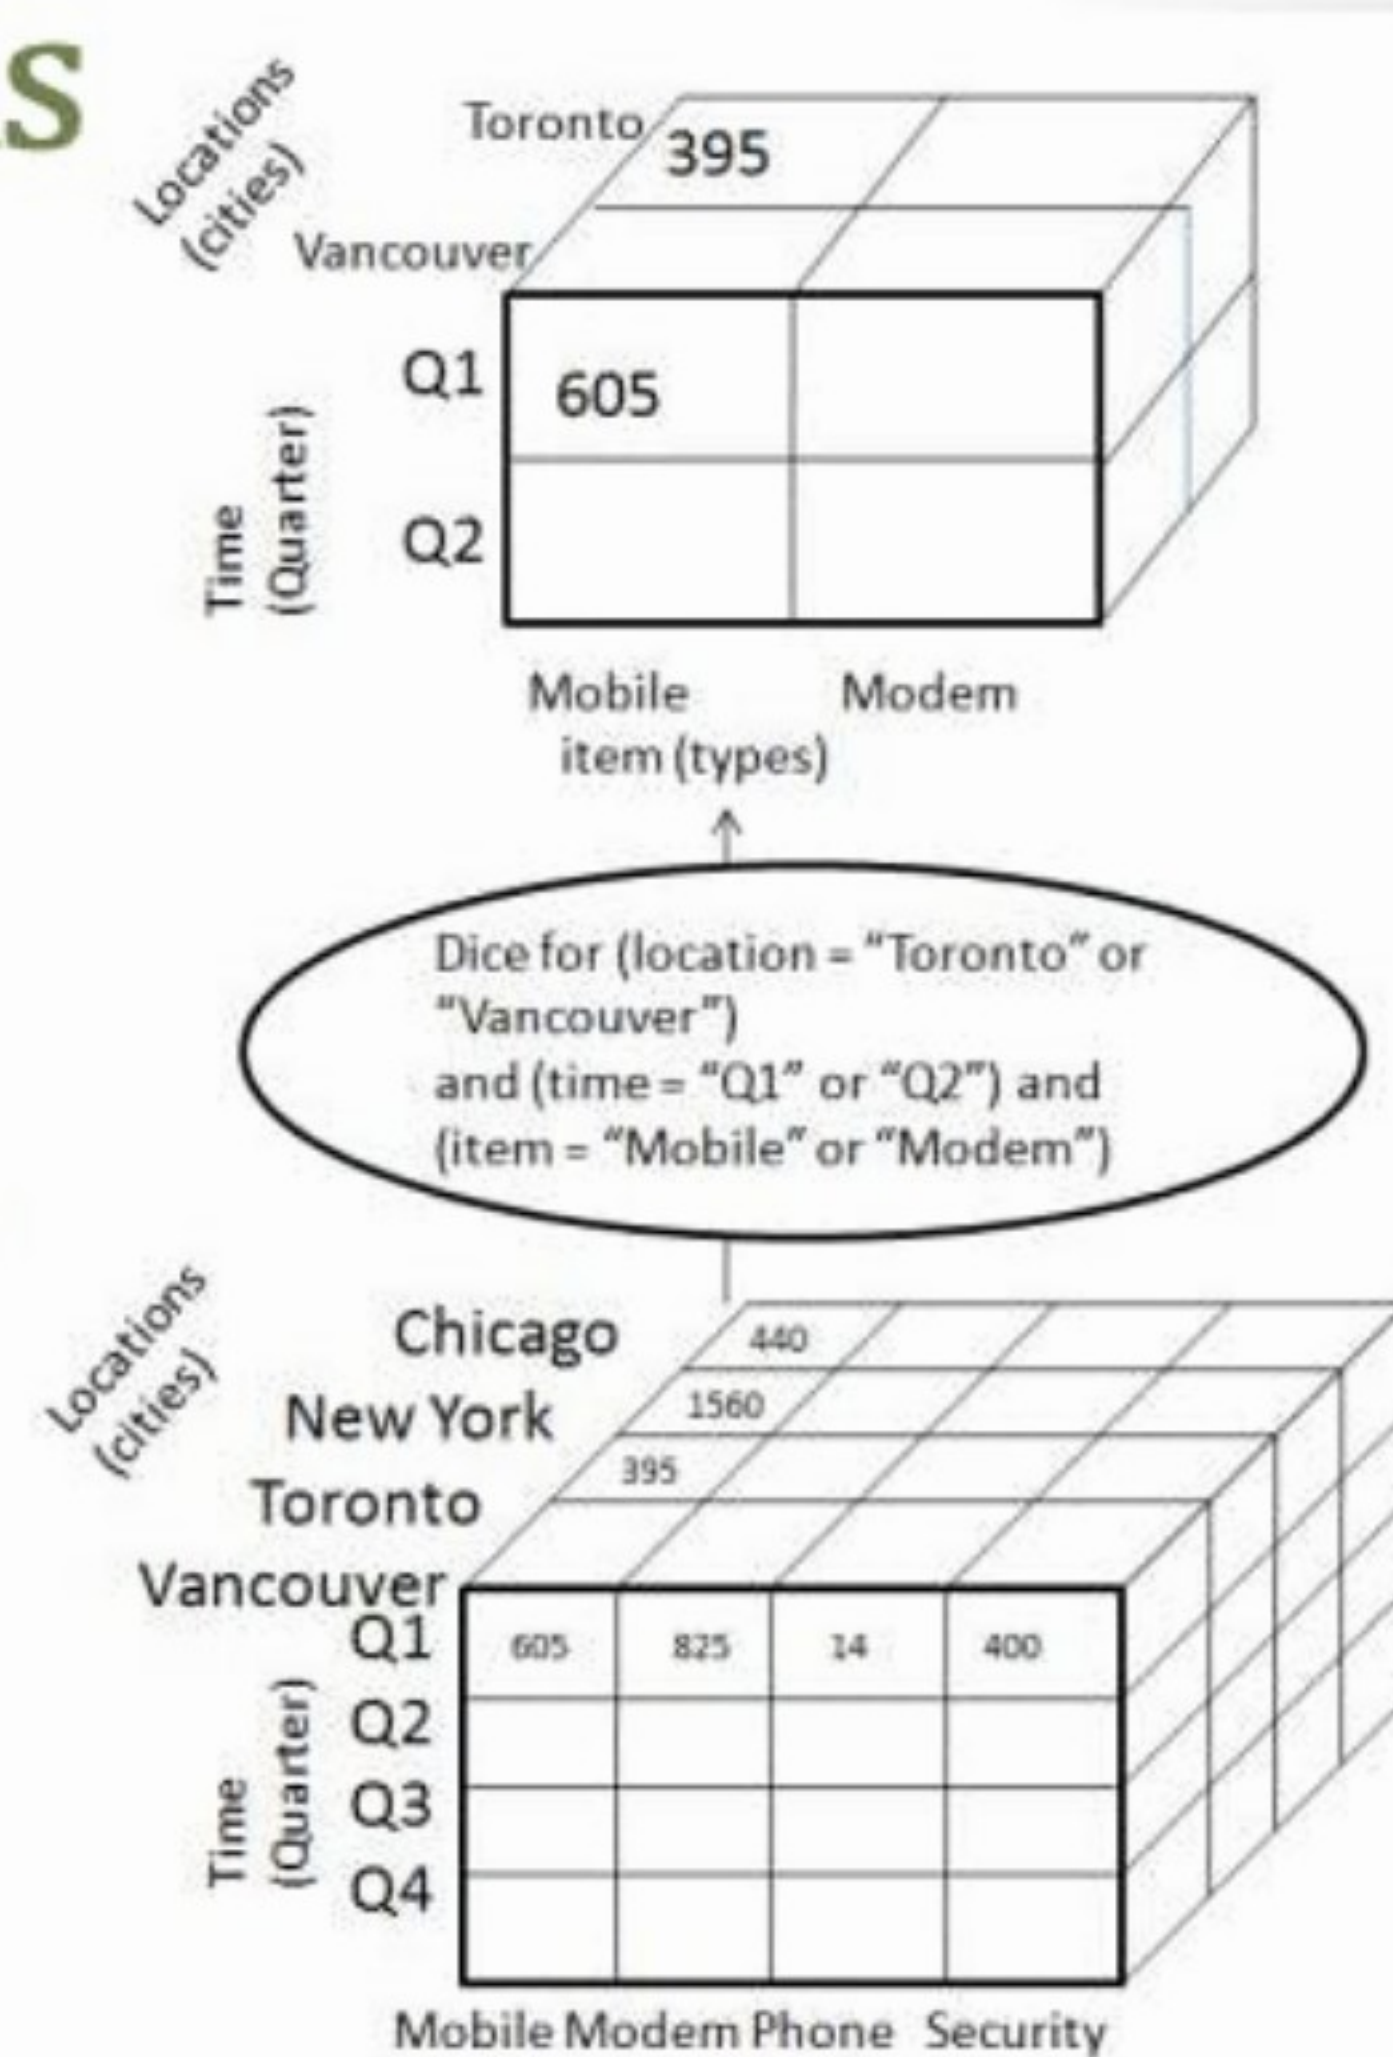 s
Locations
(cities)
Toronto
395
Vancouver
Q1
605
Time
(Quarter)
Q2
Mobile Modem
item (types)
Dice for (location = “Toronto” or
“Vancouver”)
and (time = “Q1” or “Q2”) and
(item = “Mobile” or “Modem”)
Locations
(cities)
Chicago
440
New York
1560
395
Toronto
Vancouver
Q1
605 825 14 400
Time
(Quarter)
Q2
Q3
Q4
Mobile Modem Phone Security